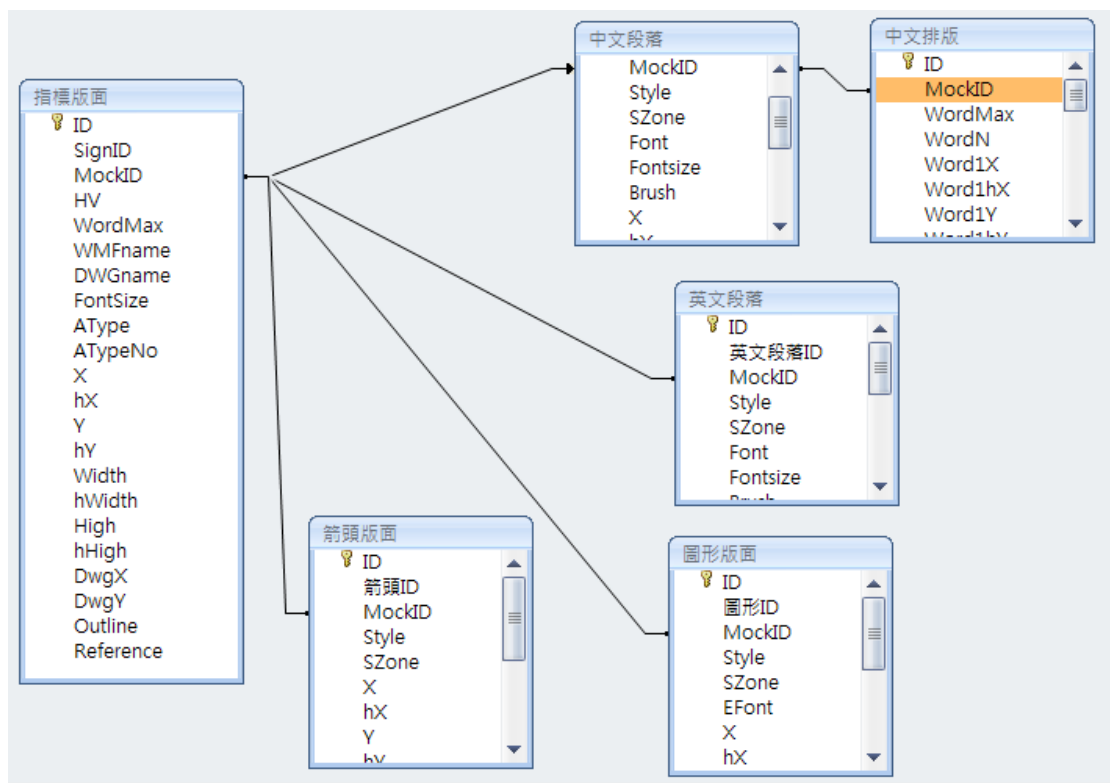 指標版面
ID
SignID
MockID
HV
WordMax
WMFname
DWGname
FontSize
AType
ATypeNo
X
hX
Y
hY
Width
hWidth
High
hHigh
DwgX
DwgY
Outline
Reference
中文段落
MockID
Style
SZone
Font
Fontsize
Brush
X
hX
中文排版
ID
MockID
WordMax
WordN
Word1X
Word1hX
Word1Y
Word1hY
英文段落
ID
英文段落ID
MockID
Style
SZone
Font
Fontsize
Brush
箭頭版面
ID
箭頭ID
MockID
Style
SZone
X
hX
Y
hY
圖形版面
ID
圖形ID
MockID
Style
SZone
EFont
X
hX